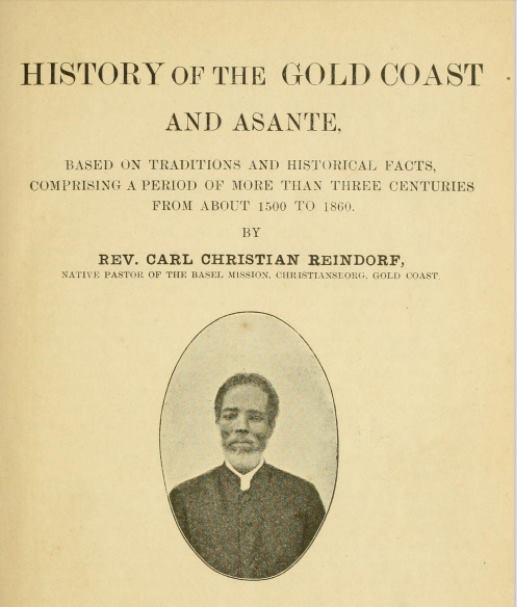 HISTORY OF THE GOLD COAST
AND ASANTE,
BASED ON TRADITIONS AND HISTORICAL FACTS,
COMPRISING A PERIOD OF MORE THAN THREE CENTURIES
FROM ABOUT 1500 TO 1860.
BY
REV. CARL CHRISTIAN REINDORF,
NATIVE PASTOR OF THE BASEL MISSION, CHRISTIANSBORG, GOLD COAST.